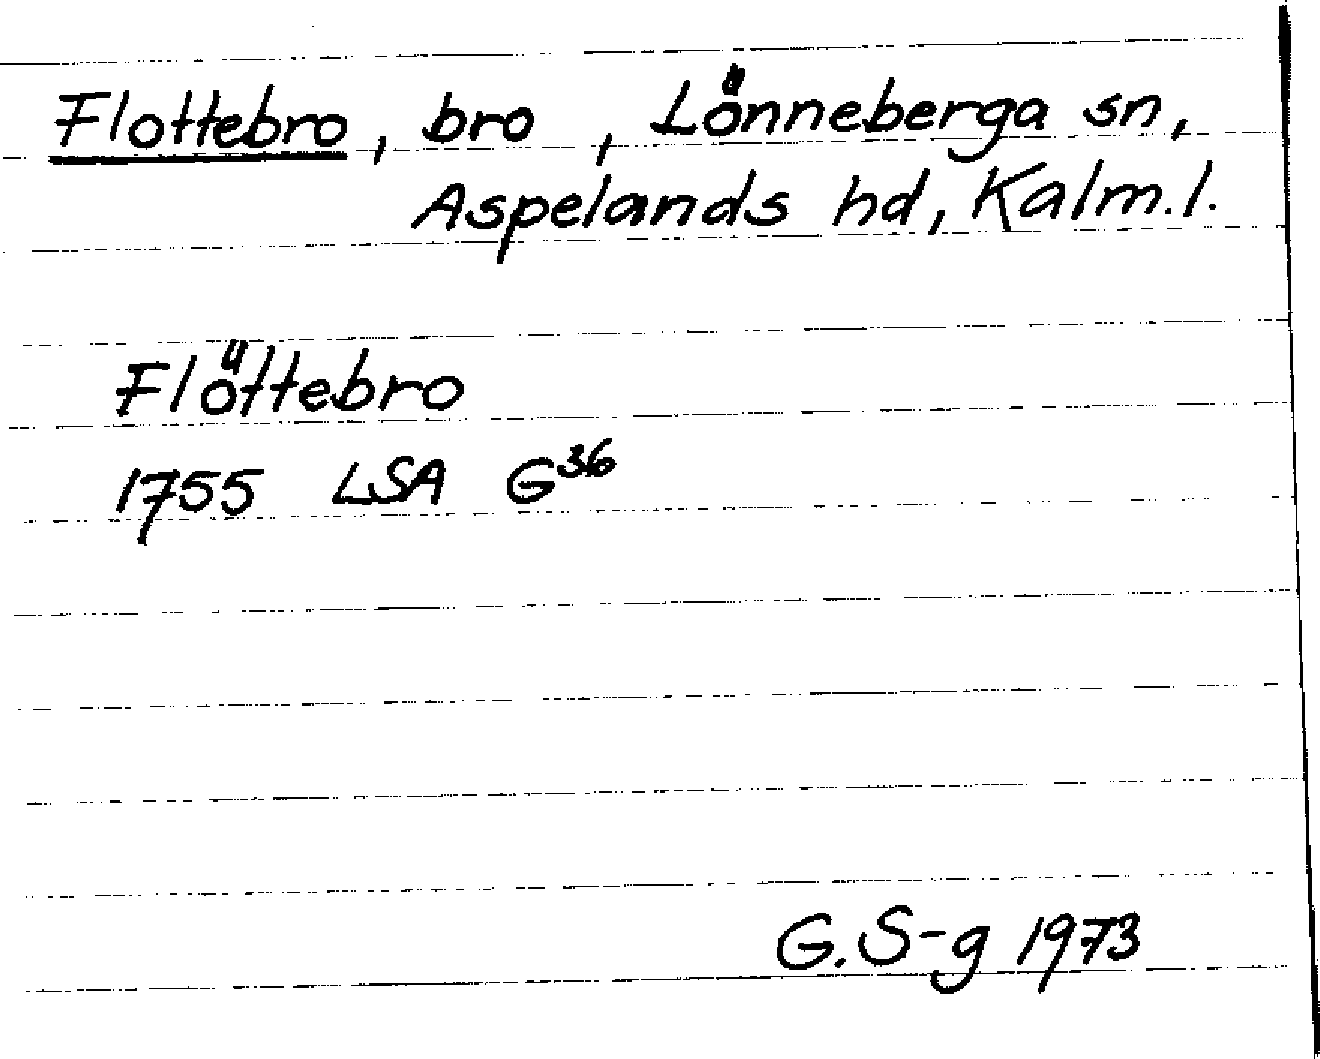 Flottebro, bro , Lönneberga sn,
Aspelands hd, Kalm.l.
Flöttebro
1755 LSA G³⁶
G.S-g 1973